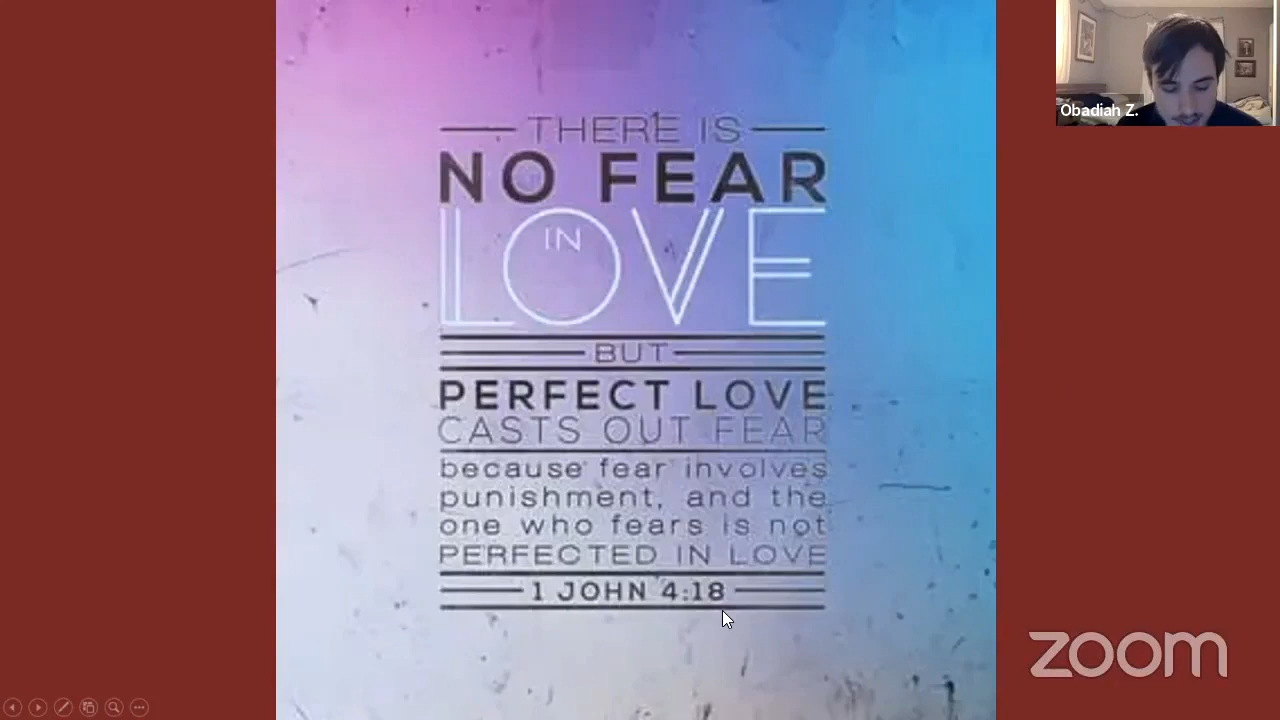 THERE IS
NO FEAR
IN
LOVE
BUT
PERFECT LOVE
CASTS OUT FEAR
because fear involves
punishment, and the
one who fears is not
PERFECTED IN LOVE
1 JOHN 4:18
Obadiah Z.
zoom